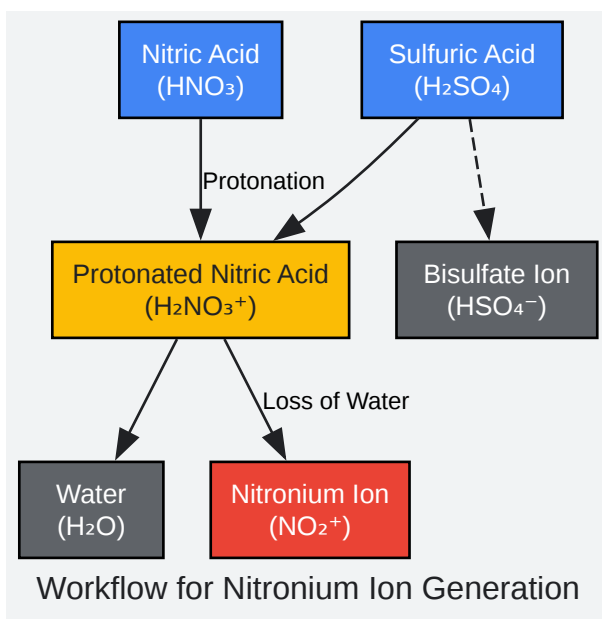 Nitric Acid
(HNO₃)
Sulfuric Acid
(H₂SO₄)
Protonation
Protonated Nitric Acid
(H₂NO₃⁺)
Bisulfate Ion
(HSO₄⁻)
Loss of Water
Water
(H₂O)
Nitronium Ion
(NO₂⁺)
Workflow for Nitronium Ion Generation